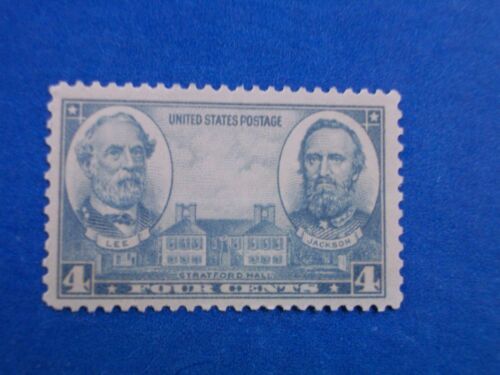 UNITED STATES POSTAGE
LEE
JACKSON
STRATFORD HALL
4 FOUR CENTS 4